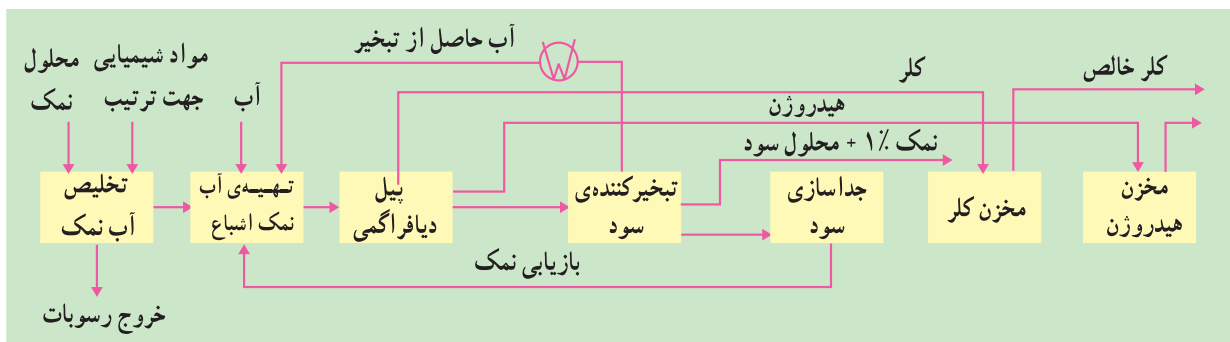 محلول
نمک
مواد شیمیایی
جهت ترتیب
آب
آب حاصل از تبخیر
کلر
هیدروژن
نمک ۱٪ + محلول سود
کلر خالص
تخلیص
آب نمک
تهیه‌ی آب
نمک اشباع
پیل
دیافراگمی
تبخیرکننده‌ی
سود
جداسازی
سود
مخزن کلر
مخزن
هیدروژن
بازیابی نمک
خروج رسوبات